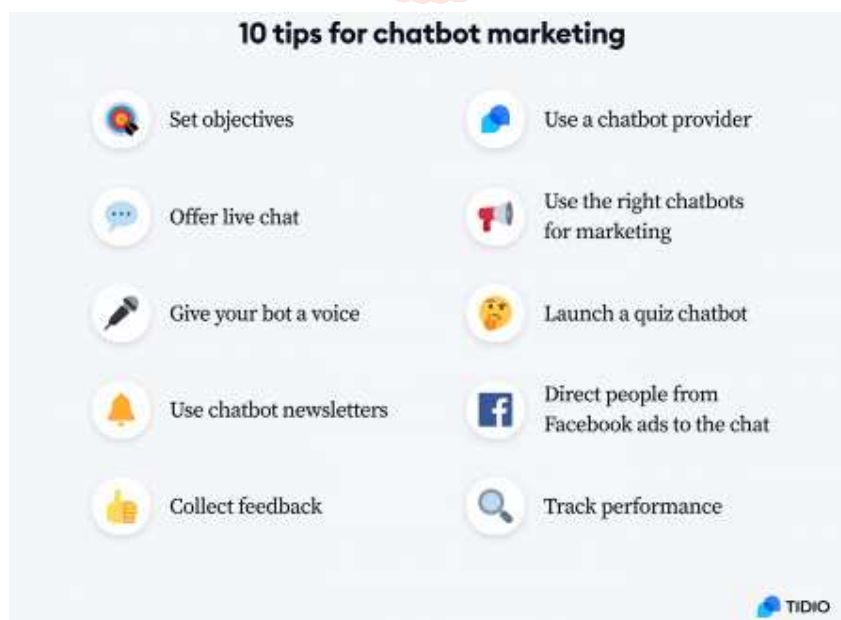 10 tips for chatbot marketing
Set objectives
Use a chatbot provider
Offer live chat
Use the right chatbots
for marketing
Give your bot a voice
Launch a quiz chatbot
Use chatbot newsletters
Direct people from
Facebook ads to the chat
Collect feedback
Track performance
TIDIO